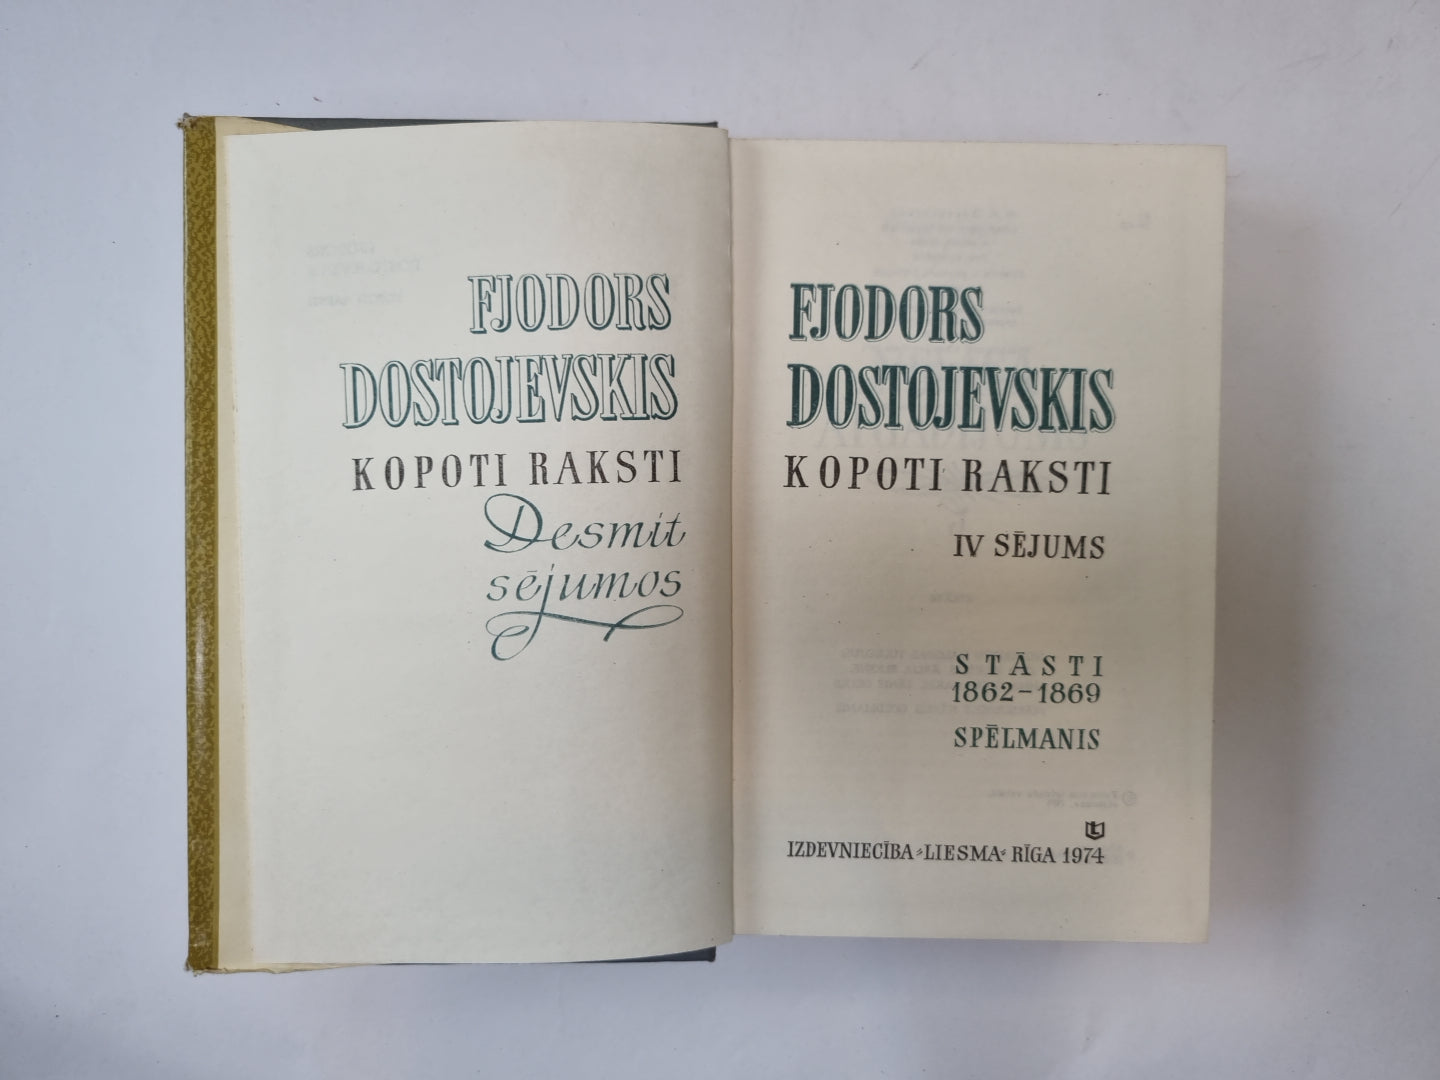 FJODORS
DOSTOJEVSKIS
KOPOTI RAKSTI
Desmit
sējumos
FJODORS
DOSTOJEVSKIS
KOPOTI RAKSTI
IV SĒJUMS
STĀSTI
1862–1869
SPĒLMANIS
IZDEVNIECĪBA «LIESMA» RĪGA 1974